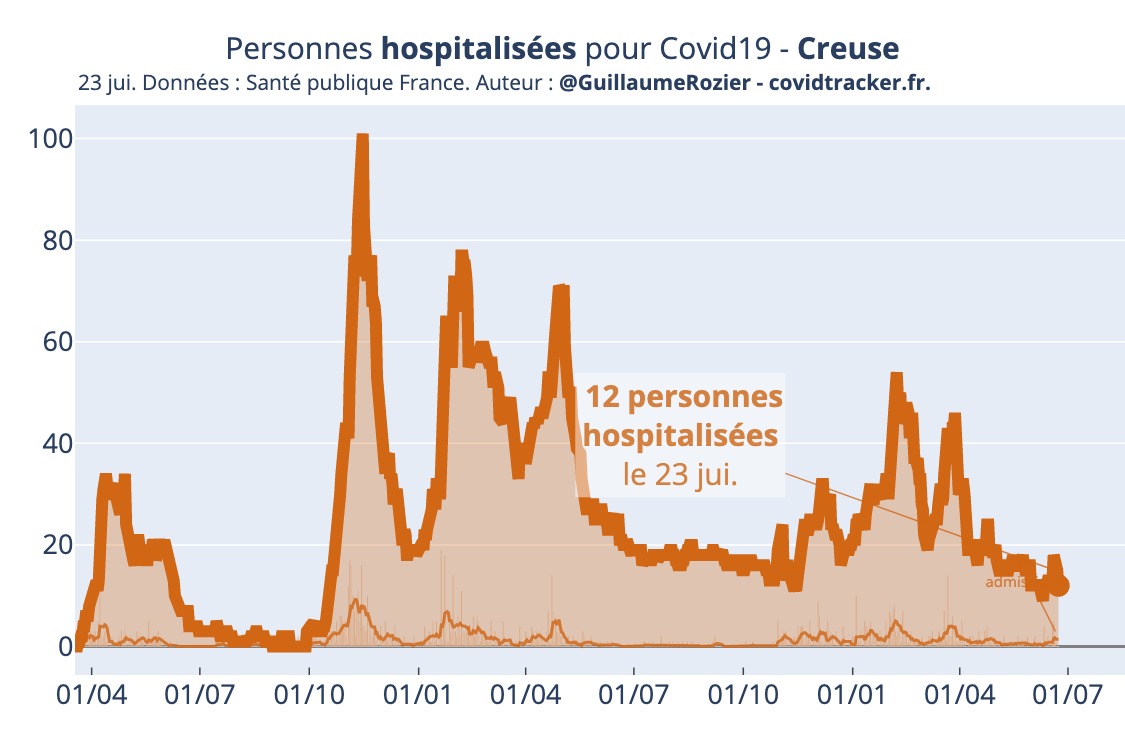 Personnes hospitalisées pour Covid19 - Creuse
23 jui. Données : Santé publique France. Auteur : @GuillaumeRozier - covidtracker.fr.
100
80
60
40
20
0
12 personnes
hospitalisées
le 23 jui.
01/04 01/07 01/10 01/01 01/04 01/07 01/10 01/01 01/04 01/07